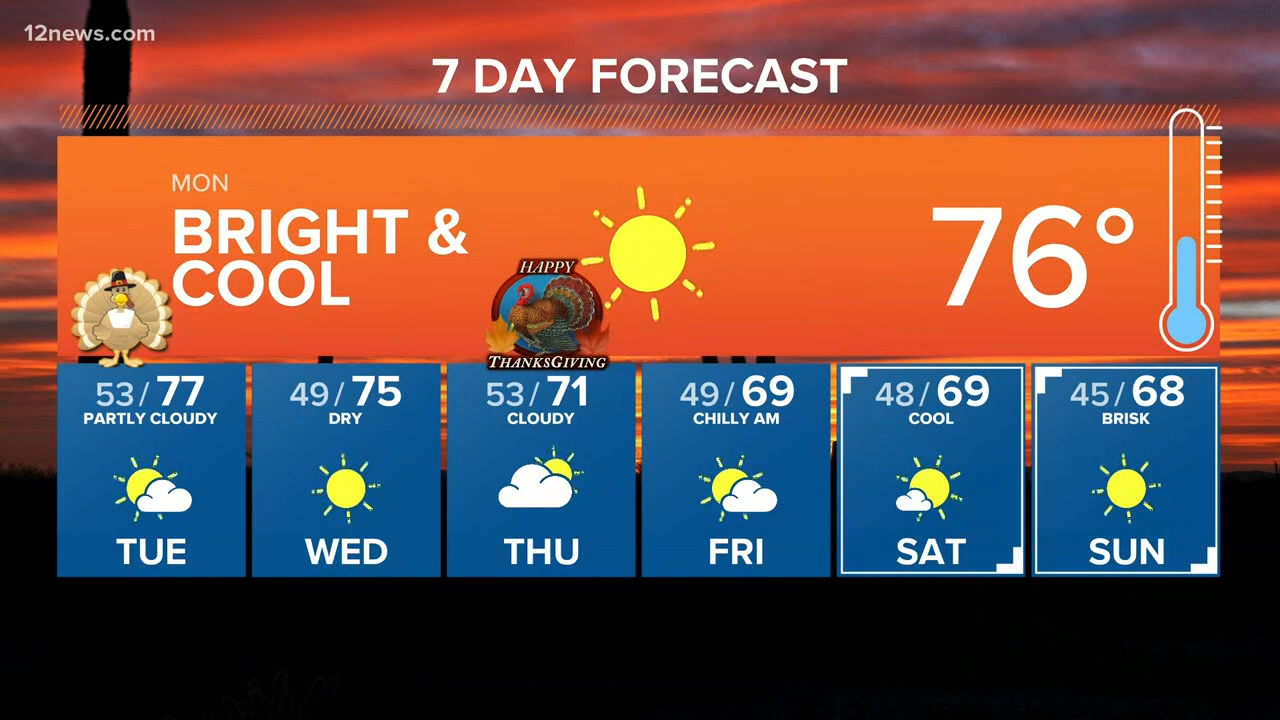 12news.com
7 DAY FORECAST
MON
BRIGHT &
COOL
76°
HAPPY
THANKSGIVING
53/77
PARTLY CLOUDY
TUE
49/75
DRY
WED
53/71
CLOUDY
THU
49/69
CHILLY AM
FRI
48/69
COOL
SAT
45/68
BRISK
SUN